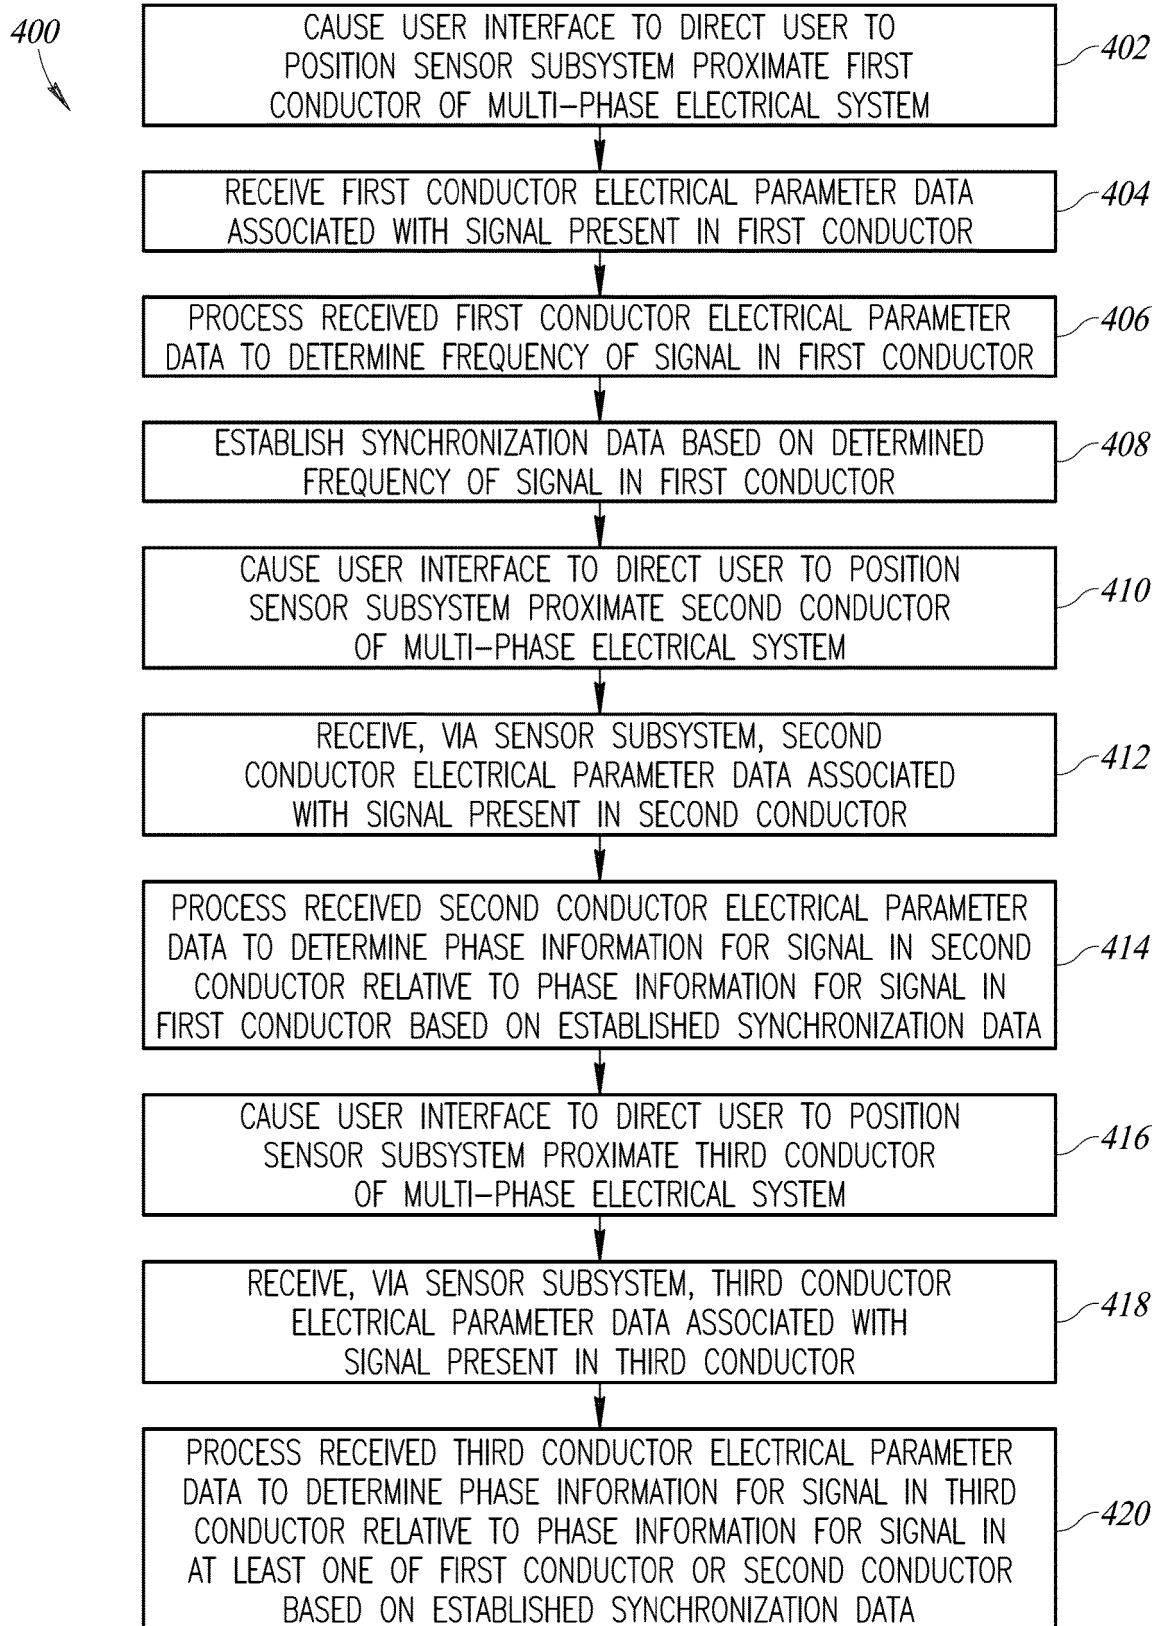 400
CAUSE USER INTERFACE TO DIRECT USER TO
POSITION SENSOR SUBSYSTEM PROXIMATE FIRST
CONDUCTOR OF MULTI-PHASE ELECTRICAL SYSTEM
402
RECEIVE FIRST CONDUCTOR ELECTRICAL PARAMETER DATA
ASSOCIATED WITH SIGNAL PRESENT IN FIRST CONDUCTOR
404
PROCESS RECEIVED FIRST CONDUCTOR ELECTRICAL PARAMETER
DATA TO DETERMINE FREQUENCY OF SIGNAL IN FIRST CONDUCTOR
406
ESTABLISH SYNCHRONIZATION DATA BASED ON DETERMINED
FREQUENCY OF SIGNAL IN FIRST CONDUCTOR
408
CAUSE USER INTERFACE TO DIRECT USER TO POSITION
SENSOR SUBSYSTEM PROXIMATE SECOND CONDUCTOR
OF MULTI-PHASE ELECTRICAL SYSTEM
410
RECEIVE, VIA SENSOR SUBSYSTEM, SECOND
CONDUCTOR ELECTRICAL PARAMETER DATA ASSOCIATED
WITH SIGNAL PRESENT IN SECOND CONDUCTOR
412
PROCESS RECEIVED SECOND CONDUCTOR ELECTRICAL PARAMETER
DATA TO DETERMINE PHASE INFORMATION FOR SIGNAL IN SECOND
CONDUCTOR RELATIVE TO PHASE INFORMATION FOR SIGNAL IN
FIRST CONDUCTOR BASED ON ESTABLISHED SYNCHRONIZATION DATA
414
CAUSE USER INTERFACE TO DIRECT USER TO POSITION
SENSOR SUBSYSTEM PROXIMATE THIRD CONDUCTOR
OF MULTI-PHASE ELECTRICAL SYSTEM
416
RECEIVE, VIA SENSOR SUBSYSTEM, THIRD CONDUCTOR
ELECTRICAL PARAMETER DATA ASSOCIATED WITH
SIGNAL PRESENT IN THIRD CONDUCTOR
418
PROCESS RECEIVED THIRD CONDUCTOR ELECTRICAL PARAMETER
DATA TO DETERMINE PHASE INFORMATION FOR SIGNAL IN THIRD
CONDUCTOR RELATIVE TO PHASE INFORMATION FOR SIGNAL IN
AT LEAST ONE OF FIRST CONDUCTOR OR SECOND CONDUCTOR
BASED ON ESTABLISHED SYNCHRONIZATION DATA
420